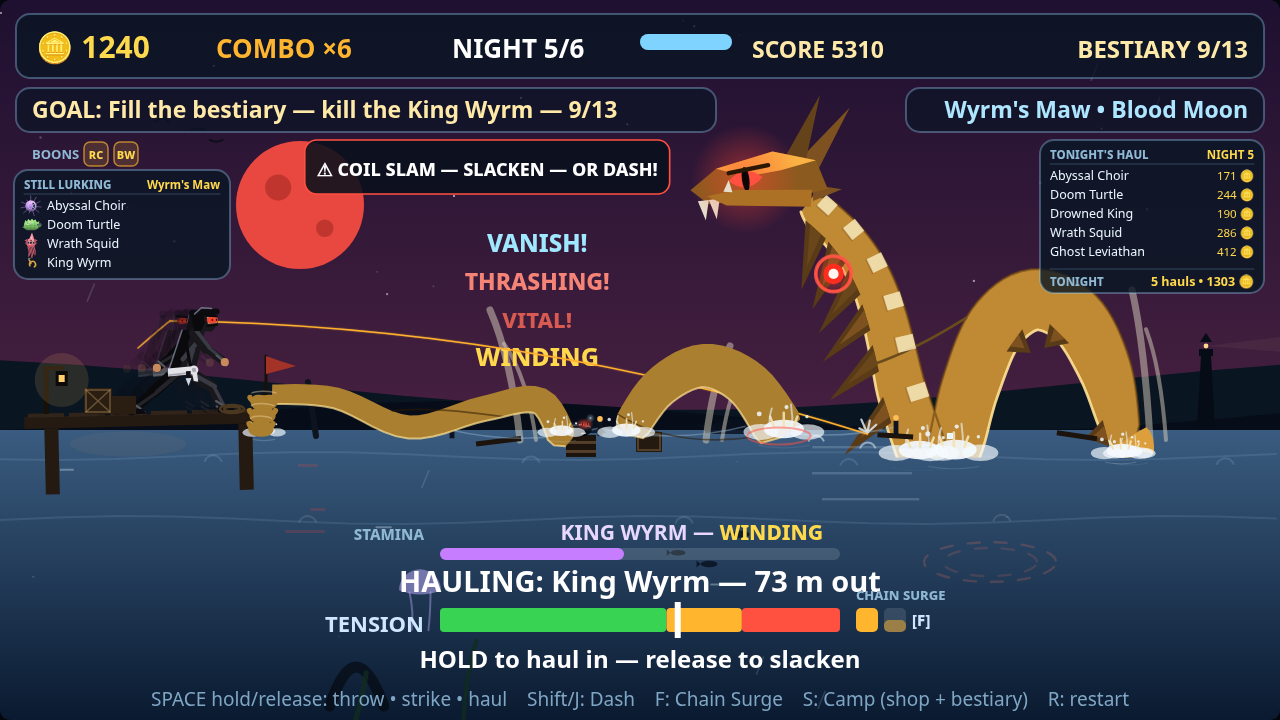 🪙 1240 COMBO ×6 NIGHT 5/6 SCORE 5310 BESTIARY 9/13
GOAL: Fill the bestiary — kill the King Wyrm — 9/13
Wyrm's Maw • Blood Moon
BOONS RC BW
⚠ COIL SLAM — SLACKEN — OR DASH!
STILL LURKING Wyrm's Maw
Abyssal Choir
Doom Turtle
Wrath Squid
King Wyrm
TONIGHT'S HAUL NIGHT 5
Abyssal Choir 171 🪙
Doom Turtle 244 🪙
Drowned King 190 🪙
Wrath Squid 286 🪙
Ghost Leviathan 412 🪙
TONIGHT 5 hauls • 1303 🪙
VANISH!
THRASHING!
VITAL!
WINDING
STAMINA
KING WYRM — WINDING
HAULING: King Wyrm — 73 m out
CHAIN SURGE
TENSION
[F]
HOLD to haul in — release to slacken
SPACE hold/release: throw • strike • haul Shift/J: Dash F: Chain Surge S: Camp (shop + bestiary) R: restart